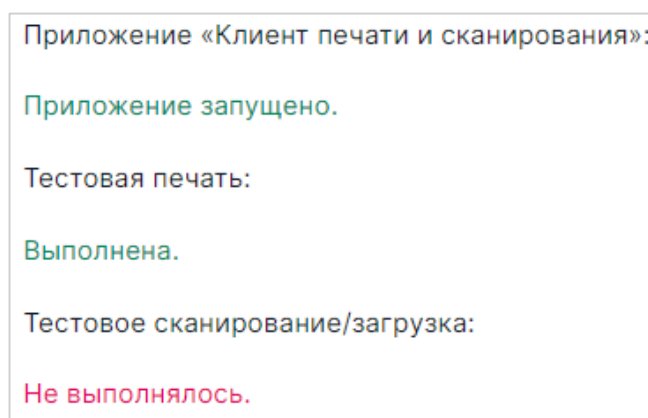 Приложение «Клиент печати и сканирования»:
Приложение запущено.
Тестовая печать:
Выполнена.
Тестовое сканирование/загрузка:
Не выполнялось.